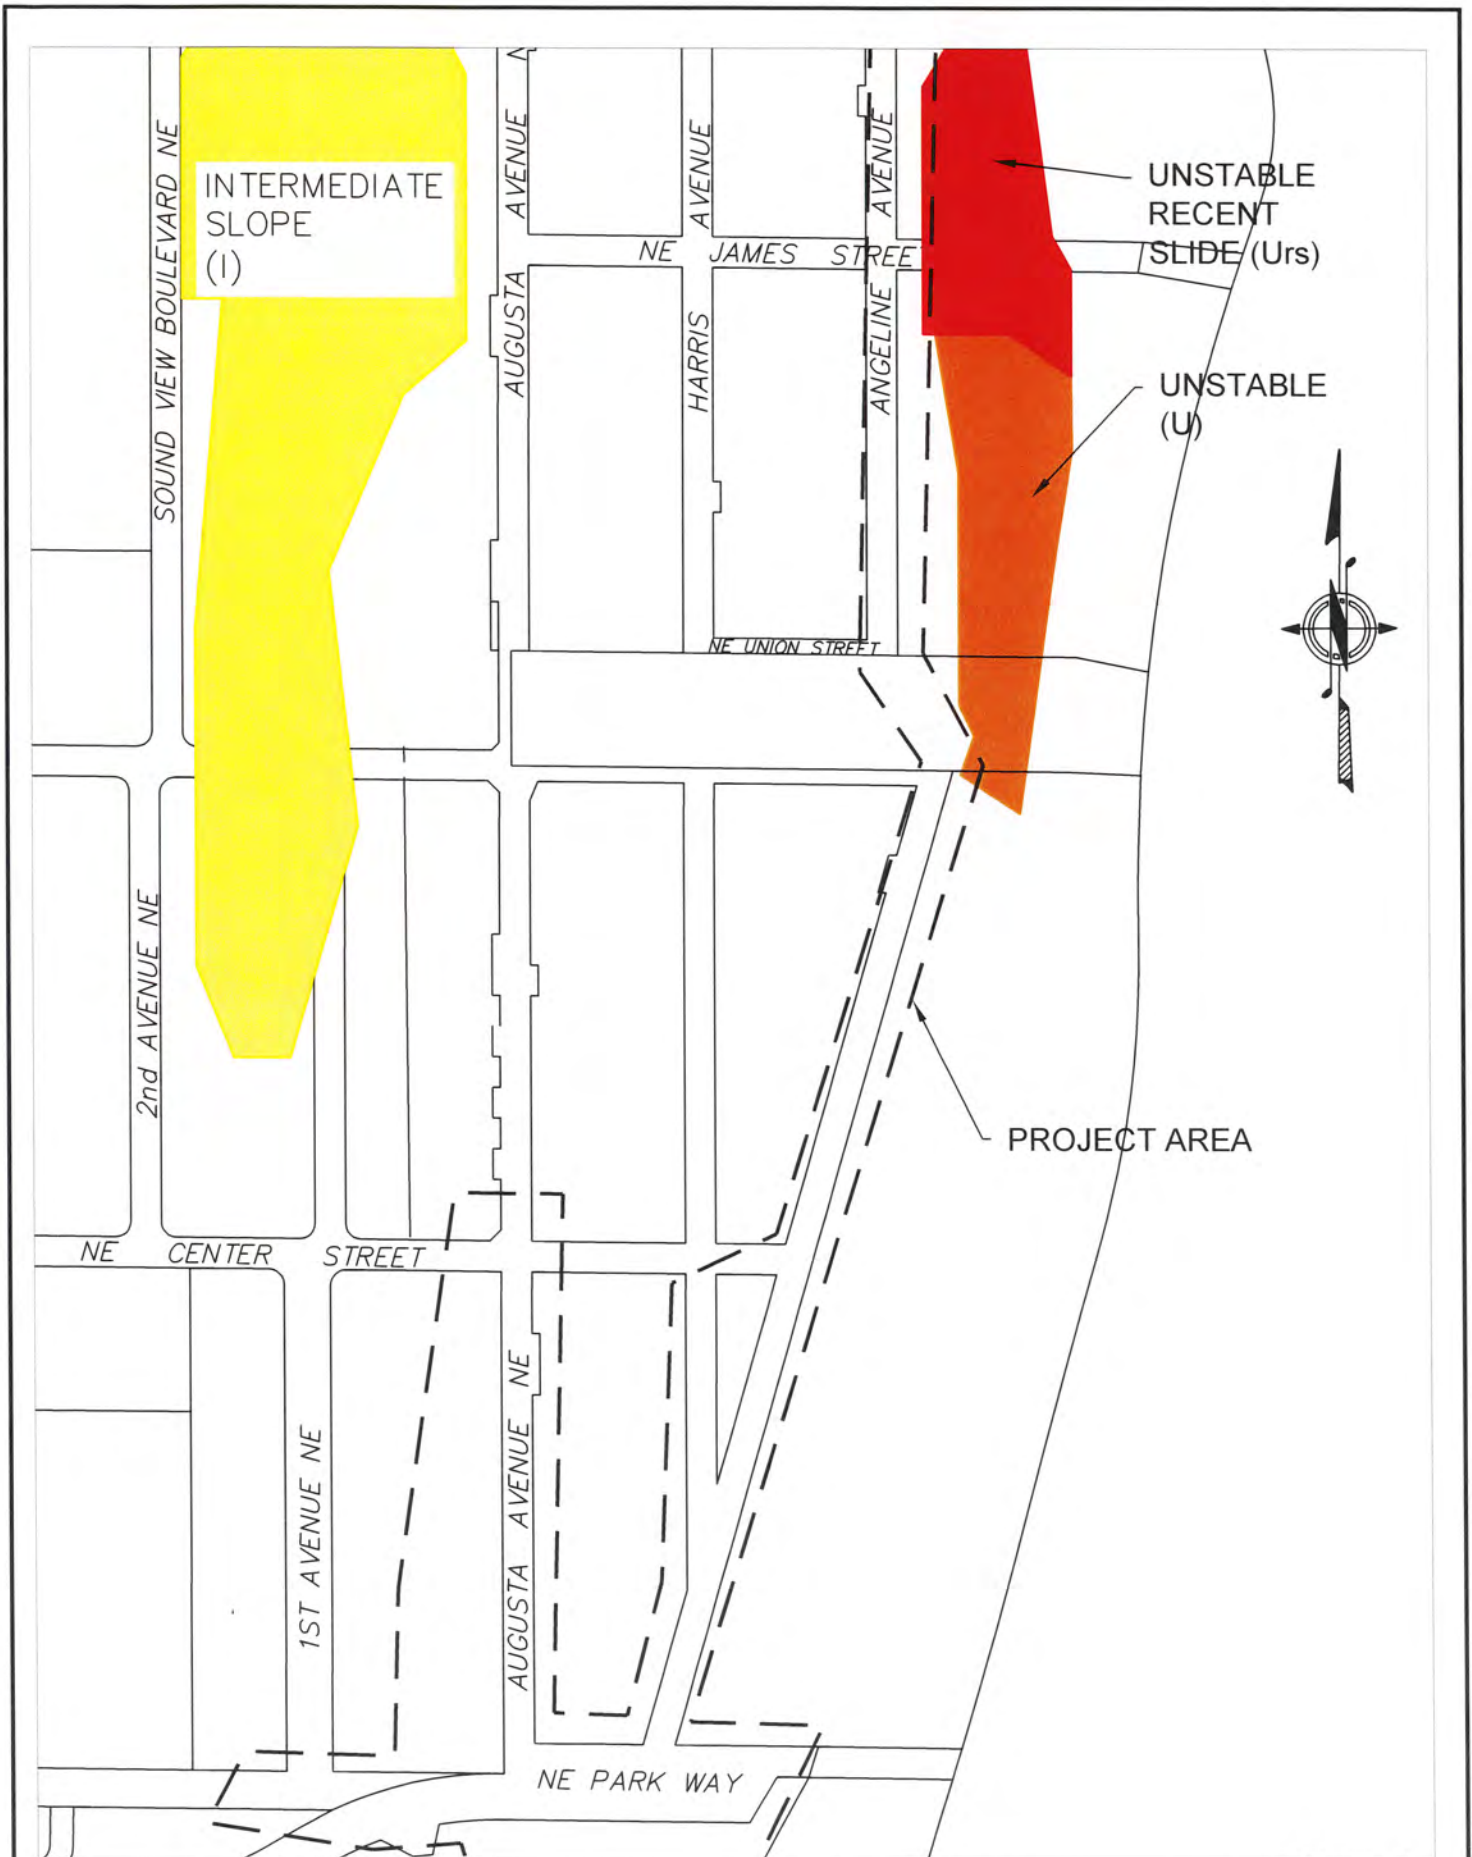 INTERMEDIATE
SLOPE
(I)
UNSTABLE
RECENT
SLIDE (Urs)
UNSTABLE
(U)
SOUND VIEW BOULEVARD NE
AUGUSTA AVENUE N
HARRIS AVENUE
ANGELINE AVENUE
NE JAMES STREET
NE UNION STREET
2nd AVENUE NE
PROJECT AREA
NE CENTER STREET
1ST AVENUE NE
AUGUSTA AVENUE NE
NE PARK WAY